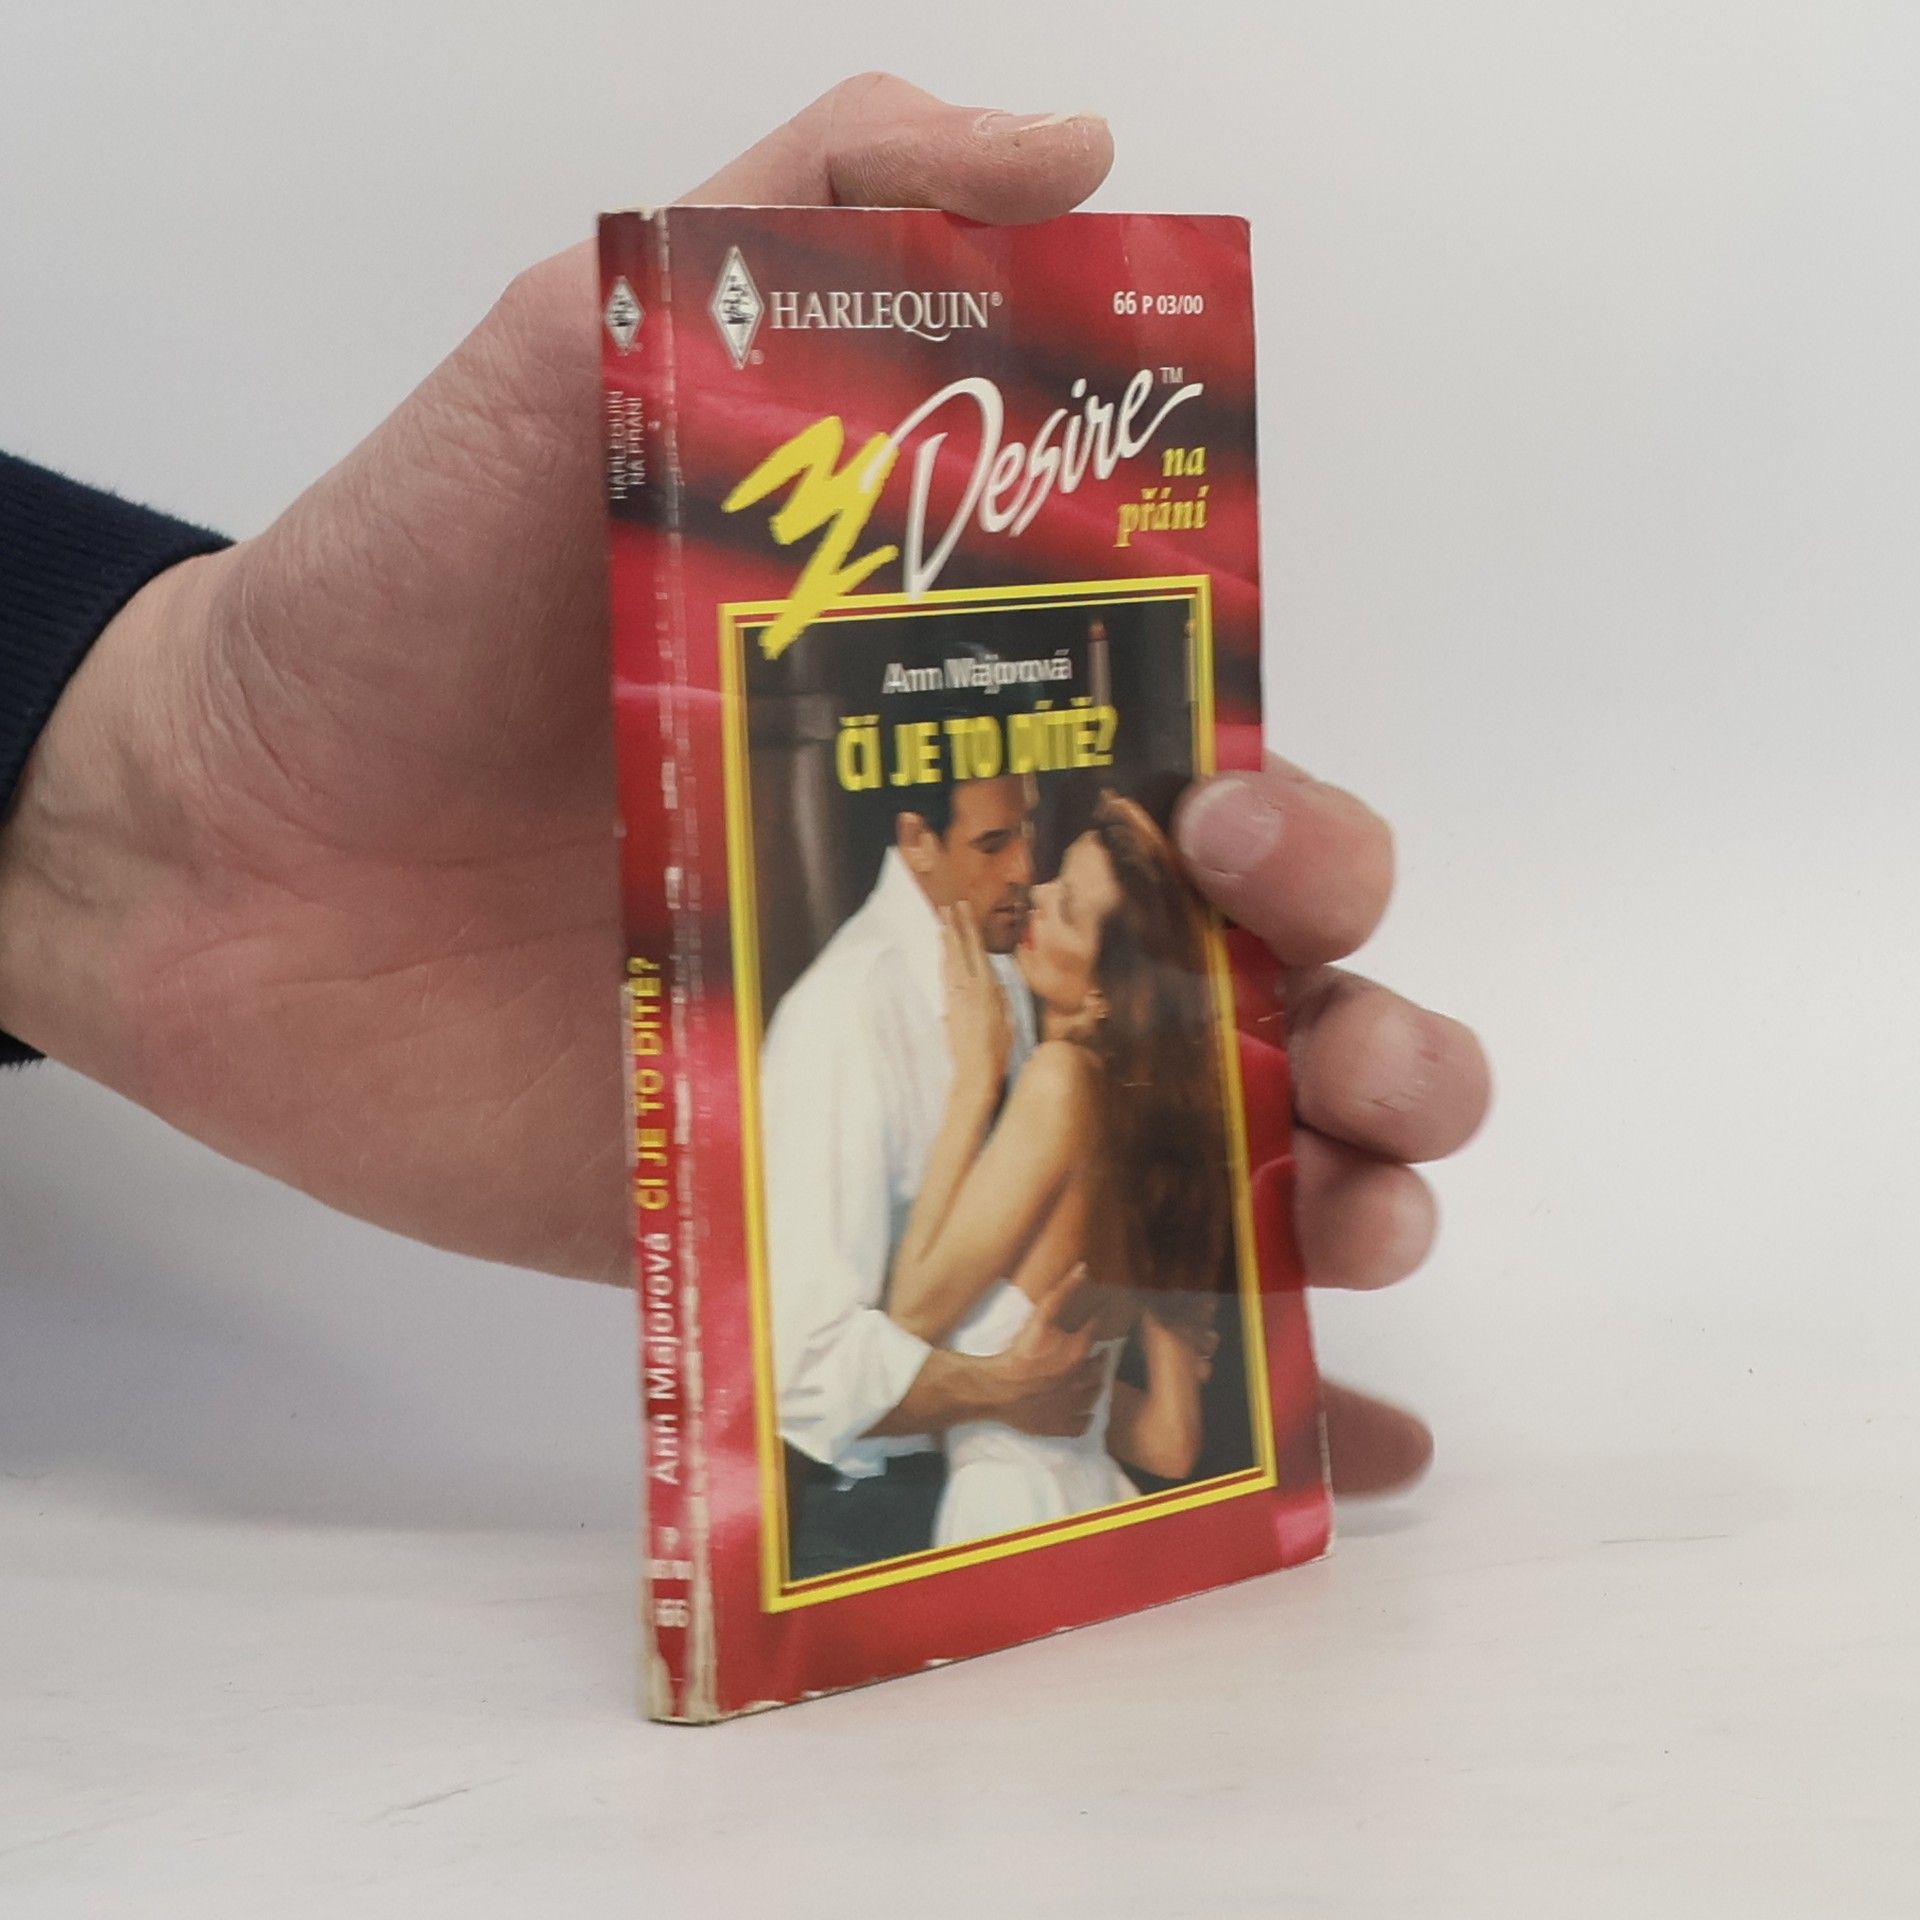 HARLEQUIN®
66 P 03/00
Desire™
na
přání
Ann Majorová
ČÍ JE TO DÍTĚ?
HARLEQUIN
NA PŘÁNÍ
Ann Majorová ČÍ JE TO DÍTĚ?
66